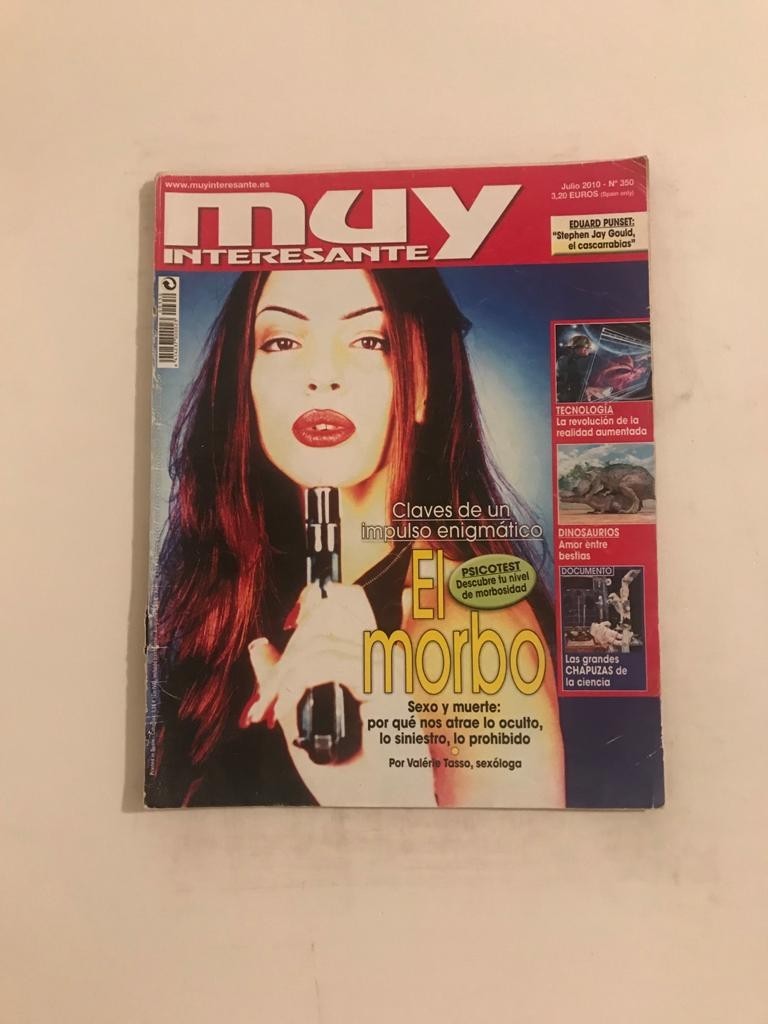 www.muyinteresante.es
Julio 2010 - Nº 350
3,20 EUROS (Spain only)
muy
INTERESANTE
EDUARD PUNSET:
"Stephen Jay Gould,
el cascarrabias"
TECNOLOGÍA
La revolución de la
realidad aumentada
DINOSAURIOS
Amor entre
bestias
DOCUMENTO
Las grandes
CHAPUZAS de
la ciencia
Claves de un
impulso enigmático
El
morbo
PSICOTEST
Descubre tu nivel
de morbosidad
Sexo y muerte:
por qué nos atrae lo oculto,
lo siniestro, lo prohibido
Por Valérie Tasso, sexóloga